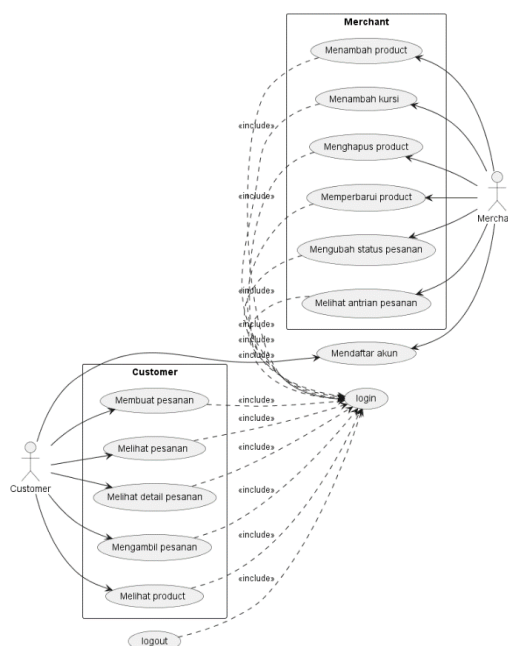 Merchant
Menambah product
Menambah kursi
«include»
Menghapus product
Memperbarui product
«include»
Mercha
Mengubah status pesanan
«include»
Melihat antrian pesanan
«include»
«include»
Mendaftar akun
«include»
Customer
Membuat pesanan
«include»
login
«include»
Melihat pesanan
«include»
Customer
Melihat detail pesanan
«include»
Mengambil pesanan
«include»
Melihat product
«include»
logout